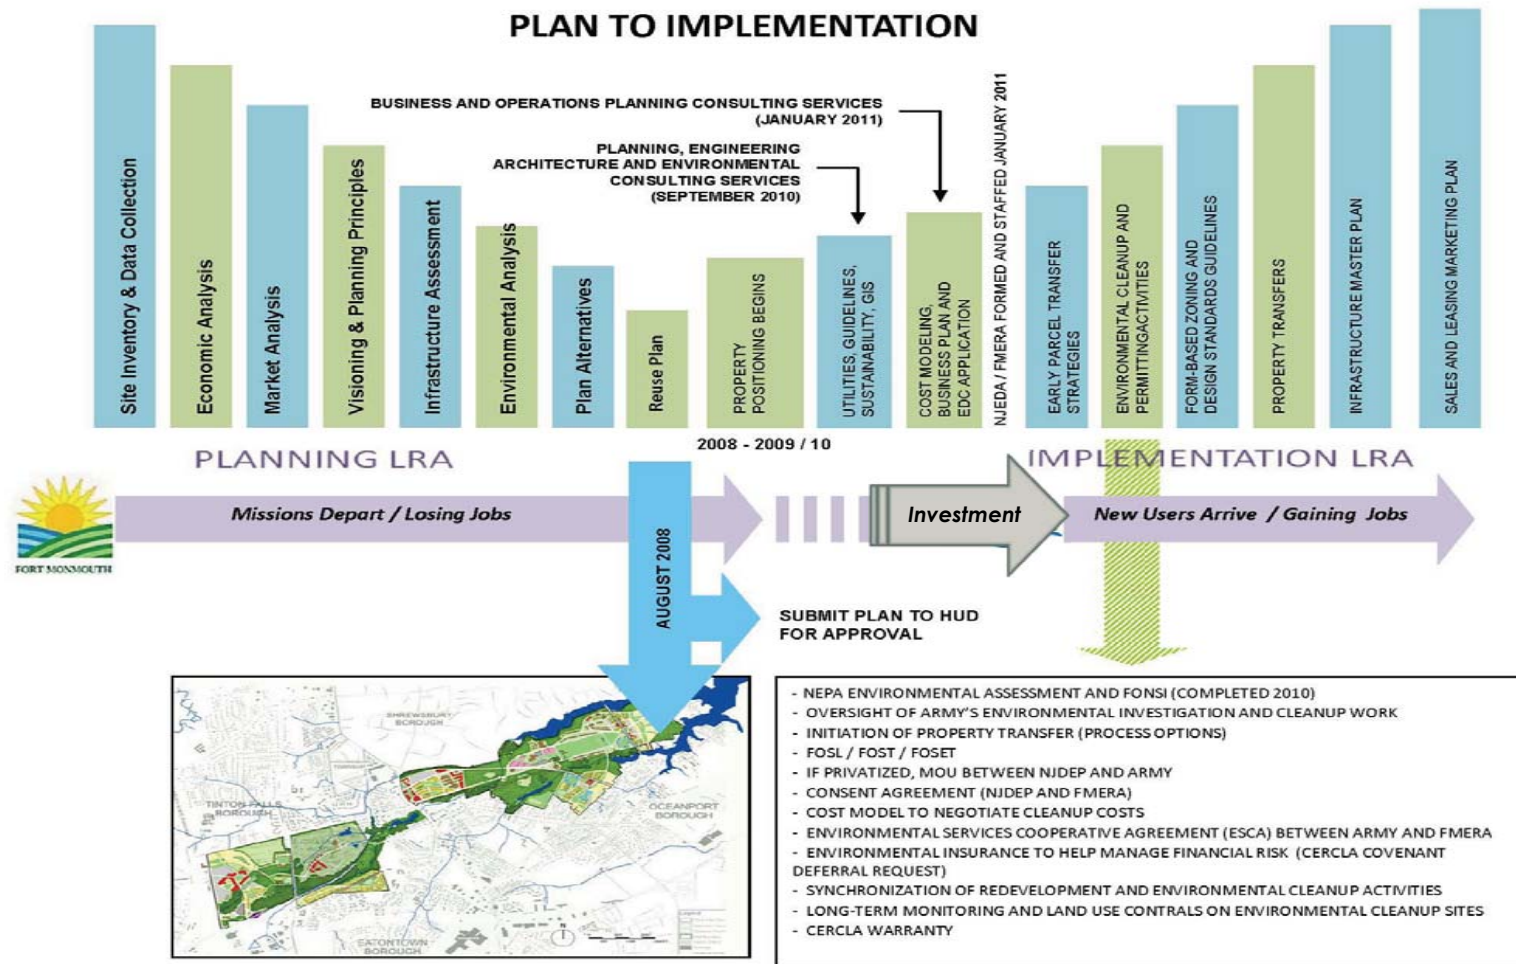 PLAN TO IMPLEMENTATION
BUSINESS AND OPERATIONS PLANNING CONSULTING SERVICES
(JANUARY 2011)
PLANNING, ENGINEERING
ARCHITECTURE AND ENVIRONMENTAL
CONSULTING SERVICES
(SEPTEMBER 2010)
Site Inventory & Data Collection
Economic Analysis
Market Analysis
Visioning & Planning Principles
Infrastructure Assessment
Environmental Analysis
Plan Alternatives
Reuse Plan
PROPERTY
POSITIONING BEGINS
UTILITIES, GUIDELINES,
SUSTAINABILITY, GIS
COST MODELING,
BUSINESS PLAN AND
EDC APPLICATION
NJEDA / FMERA FORMED AND STAFFED JANUARY 2011
EARLY PARCEL TRANSFER
STRATEGIES
ENVIRONMENTAL CLEANUP AND
PERMITTINGACTIVITIES
FORM-BASED ZONING AND
DESIGN STANDARDS GUIDELINES
PROPERTY TRANSFERS
INFRASTRUCTURE MASTER PLAN
SALES AND LEASING MARKETING PLAN
2008 - 2009 / 10
PLANNING LRA
IMPLEMENTATION LRA
Missions Depart / Losing Jobs
Investment
New Users Arrive / Gaining Jobs
FORT MONMOUTH
AUGUST 2008
SUBMIT PLAN TO HUD
FOR APPROVAL
SHREWSBURY
BOROUGH
TINTON FALLS
BOROUGH
OCEANPORT
BOROUGH
EATONTOWN
BOROUGH
N
Legend
- NEPA ENVIRONMENTAL ASSESSMENT AND FONSI (COMPLETED 2010)
- OVERSIGHT OF ARMY'S ENVIRONMENTAL INVESTIGATION AND CLEANUP WORK
- INITIATION OF PROPERTY TRANSFER (PROCESS OPTIONS)
- FOSL / FOST / FOSET
- IF PRIVATIZED, MOU BETWEEN NJDEP AND ARMY
- CONSENT AGREEMENT (NJDEP AND FMERA)
- COST MODEL TO NEGOTIATE CLEANUP COSTS
- ENVIRONMENTAL SERVICES COOPERATIVE AGREEMENT (ESCA) BETWEEN ARMY AND FMERA
- ENVIRONMENTAL INSURANCE TO HELP MANAGE FINANCIAL RISK (CERCLA COVENANT
DEFERRAL REQUEST)
- SYNCHRONIZATION OF REDEVELOPMENT AND ENVIRONMENTAL CLEANUP ACTIVITIES
- LONG-TERM MONITORING AND LAND USE CONTRALS ON ENVIRONMENTAL CLEANUP SITES
- CERCLA WARRANTY